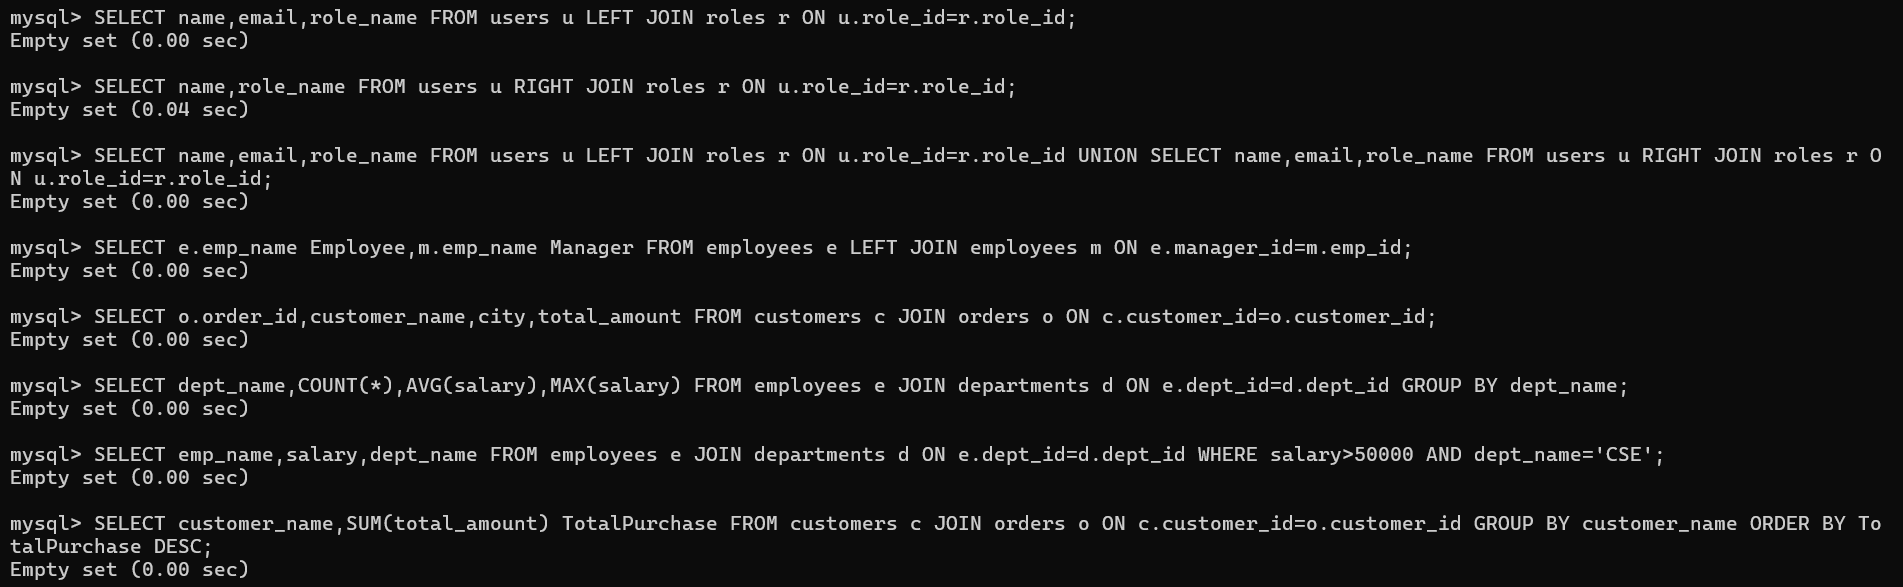 mysql> SELECT name,email,role_name FROM users u LEFT JOIN roles r ON u.role_id=r.role_id;
Empty set (0.00 sec)
mysql> SELECT name,role_name FROM users u RIGHT JOIN roles r ON u.role_id=r.role_id;
Empty set (0.04 sec)
mysql> SELECT name,email,role_name FROM users u LEFT JOIN roles r ON u.role_id=r.role_id UNION SELECT name,email,role_name FROM users u RIGHT JOIN roles r O
N u.role_id=r.role_id;
Empty set (0.00 sec)
mysql> SELECT e.emp_name Employee,m.emp_name Manager FROM employees e LEFT JOIN employees m ON e.manager_id=m.emp_id;
Empty set (0.00 sec)
mysql> SELECT o.order_id,customer_name,city,total_amount FROM customers c JOIN orders o ON c.customer_id=o.customer_id;
Empty set (0.00 sec)
mysql> SELECT dept_name,COUNT(*),AVG(salary),MAX(salary) FROM employees e JOIN departments d ON e.dept_id=d.dept_id GROUP BY dept_name;
Empty set (0.00 sec)
mysql> SELECT emp_name,salary,dept_name FROM employees e JOIN departments d ON e.dept_id=d.dept_id WHERE salary>50000 AND dept_name='CSE';
Empty set (0.00 sec)
mysql> SELECT customer_name,SUM(total_amount) TotalPurchase FROM customers c JOIN orders o ON c.customer_id=o.customer_id GROUP BY customer_name ORDER BY To
talPurchase DESC;
Empty set (0.00 sec)